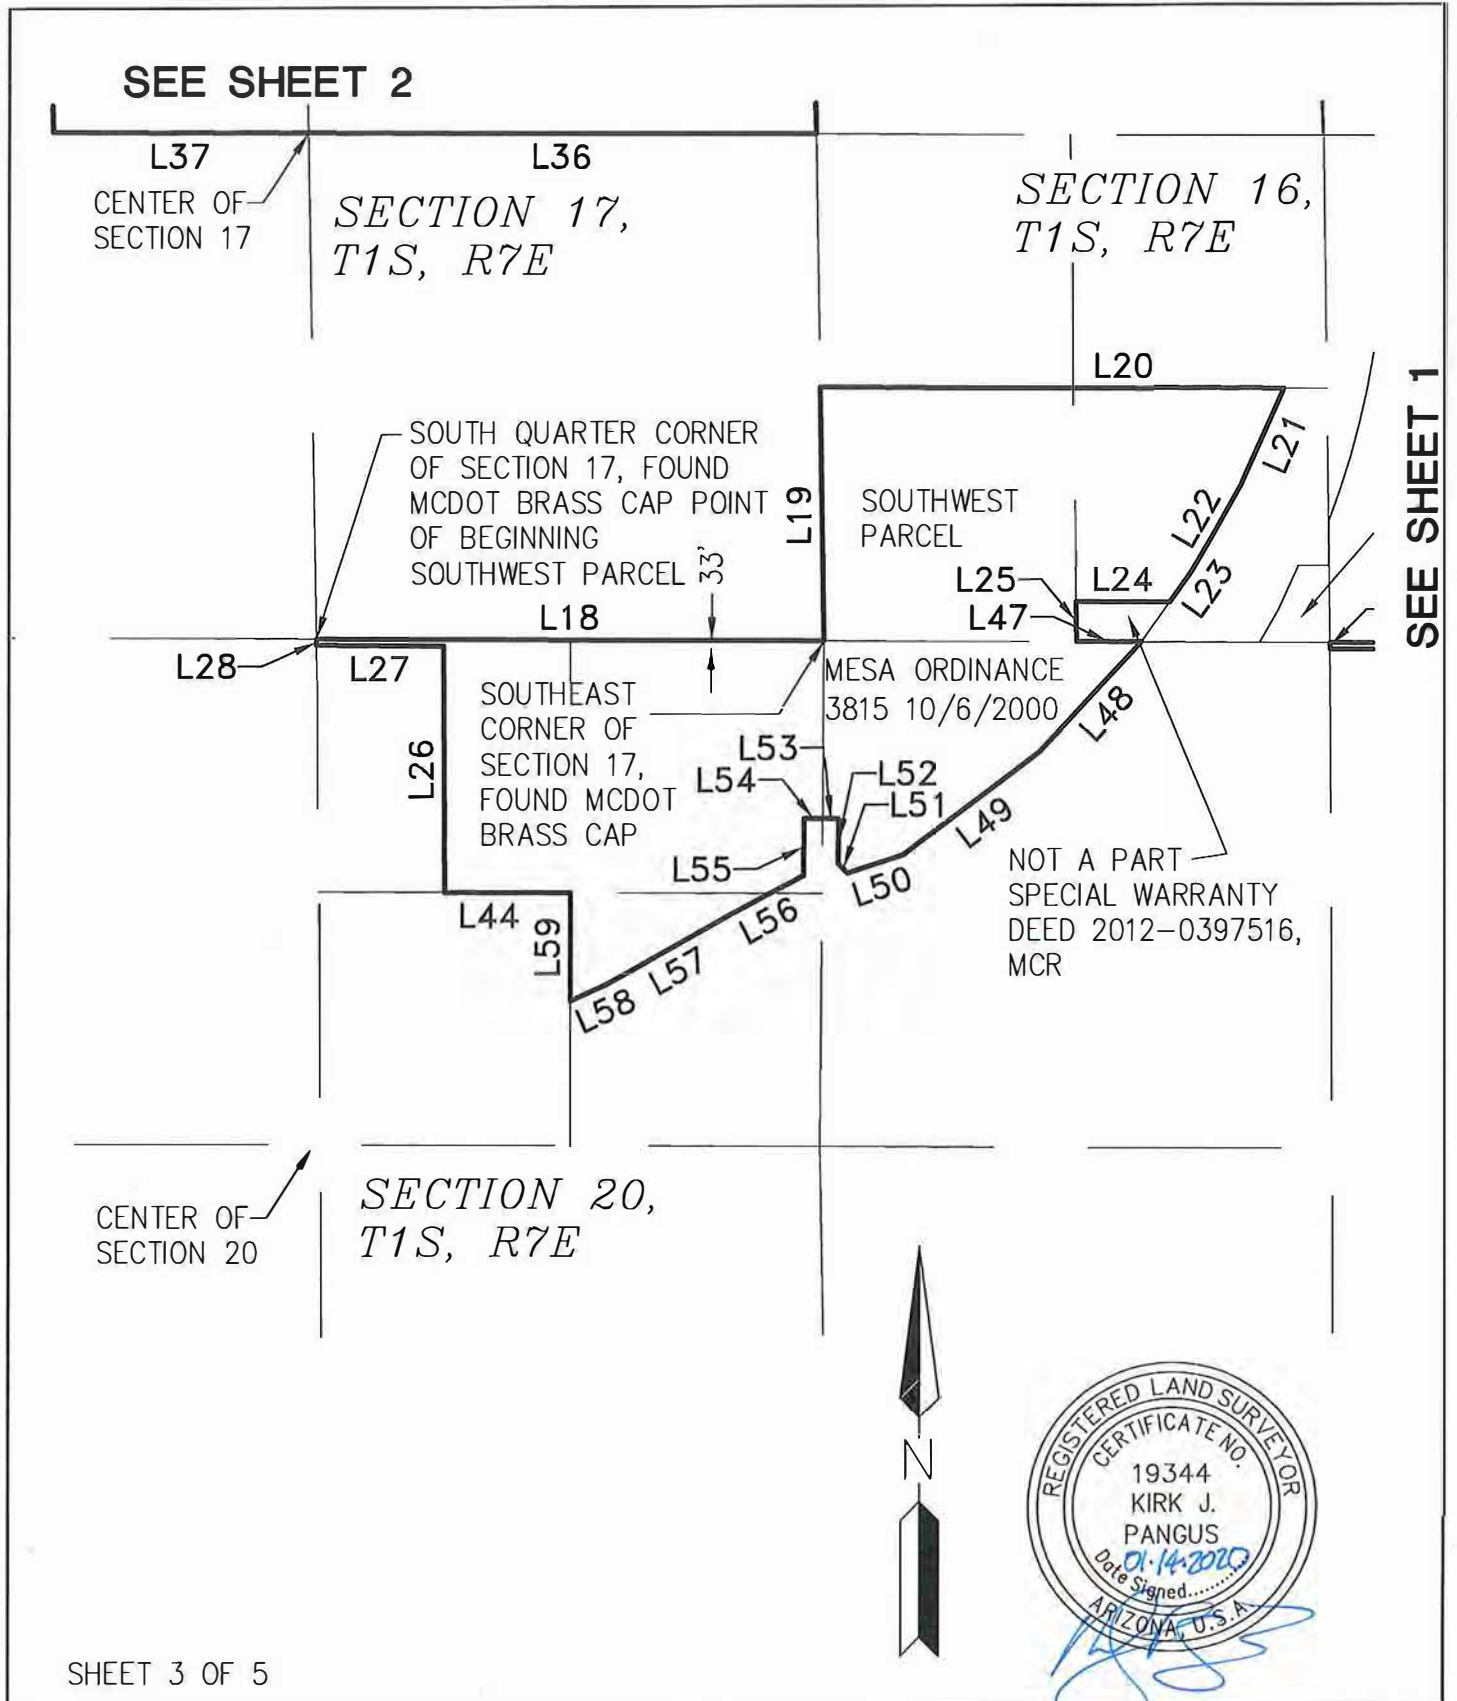 SEE SHEET 2
L37
L36
CENTER OF
SECTION 17
SECTION 17,
T1S, R7E
SECTION 16,
T1S, R7E
L20
L21
SEE SHEET 1
SOUTH QUARTER CORNER
OF SECTION 17, FOUND
MCDOT BRASS CAP POINT
OF BEGINNING
SOUTHWEST PARCEL
33'
L19
SOUTHWEST
PARCEL
L22
L25
L24
L23
L47
L18
L28
L27
MESA ORDINANCE
3815 10/6/2000
SOUTHEAST
CORNER OF
SECTION 17,
FOUND MCDOT
BRASS CAP
L26
L48
L53
L54
L52
L51
L49
L55
L50
NOT A PART
SPECIAL WARRANTY
DEED 2012-0397516,
MCR
L44
L59
L56
L57
L58
CENTER OF
SECTION 20
SECTION 20,
T1S, R7E
N
REGISTERED LAND SURVEYOR
CERTIFICATE NO.
19344
KIRK J.
PANGUS
01.14.2020
Date Signed..........
ARIZONA, U.S.A.
SHEET 3 OF 5